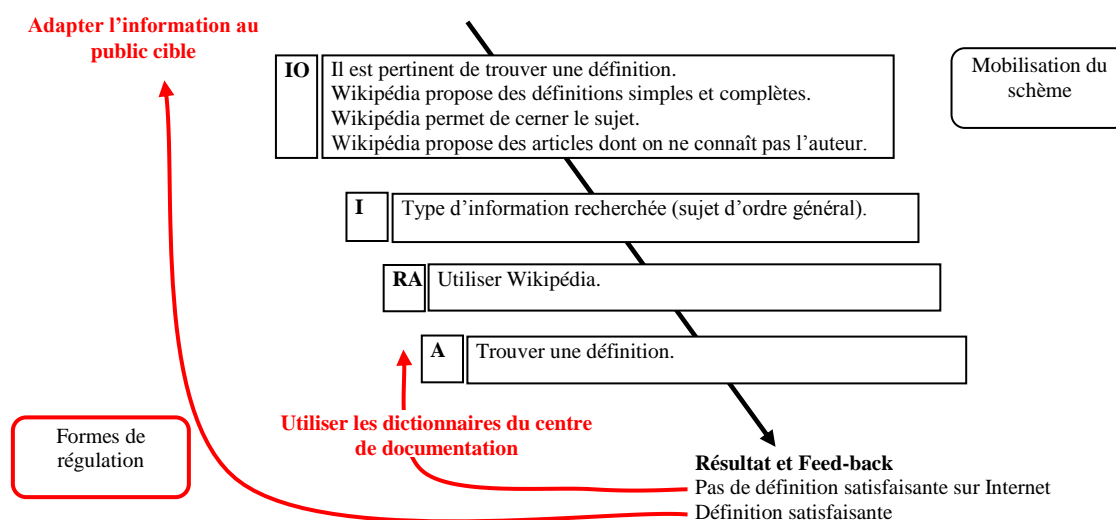 Adapter l’information au
public cible
IO
Il est pertinent de trouver une définition.
Wikipédia propose des définitions simples et complètes.
Wikipédia permet de cerner le sujet.
Wikipédia propose des articles dont on ne connaît pas l’auteur.
Mobilisation du
schème
I
Type d’information recherchée (sujet d’ordre général).
RA
Utiliser Wikipédia.
A
Trouver une définition.
Utiliser les dictionnaires du centre
de documentation
Formes de
régulation
Résultat et Feed-back
Pas de définition satisfaisante sur Internet
Définition satisfaisante